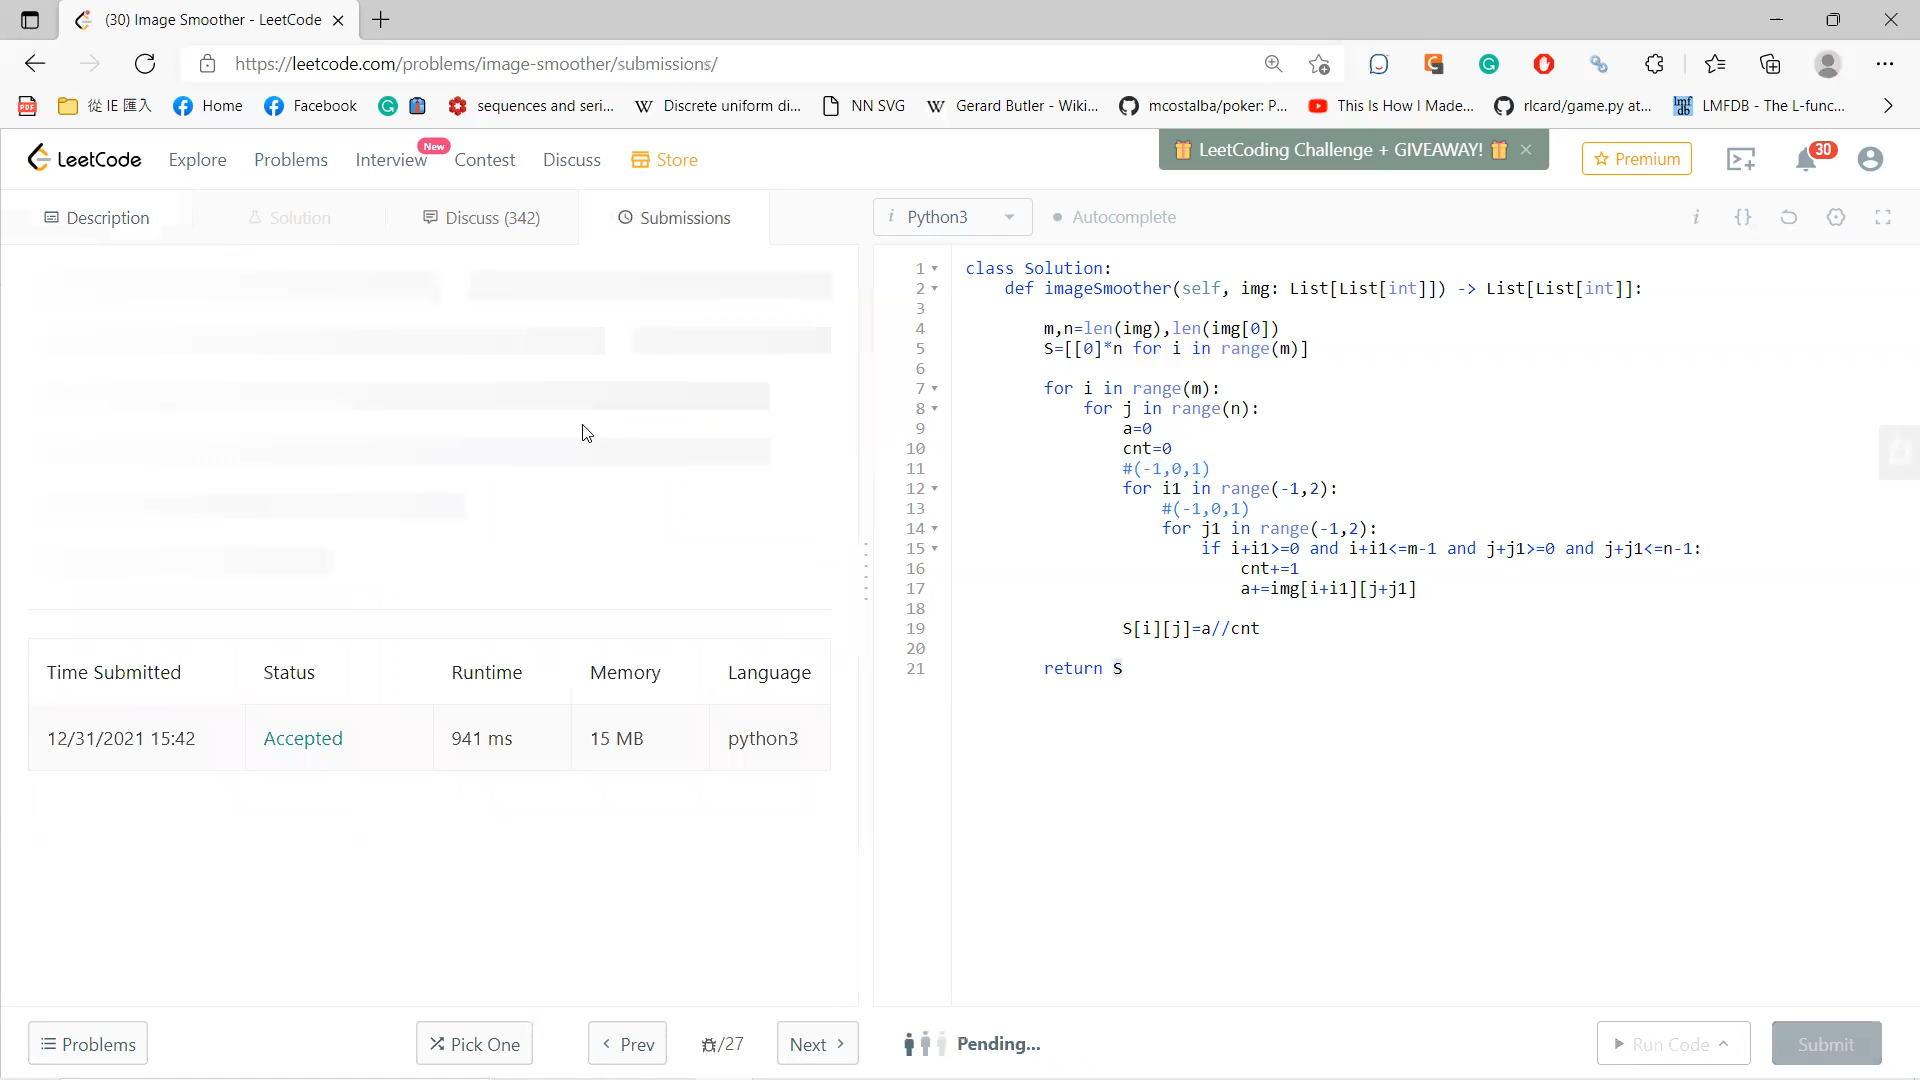 (30) Image Smoother - LeetCode
https://leetcode.com/problems/image-smoother/submissions/
PDF 從 IE 匯入 Home Facebook sequences and seri... Discrete uniform di... NN SVG Gerard Butler - Wiki... mcostalba/poker: P... This Is How I Made... rlcard/game.py at... LMFDB - The L-func...
LeetCode Explore Problems Interview New Contest Discuss Store LeetCoding Challenge + GIVEAWAY! Premium 30
Description Solution Discuss (342) Submissions Python3 Autocomplete
1 class Solution:
2 def imageSmoother(self, img: List[List[int]]) -> List[List[int]]:
3
4 m,n=len(img),len(img[0])
5 S=[[0]*n for i in range(m)]
6
7 for i in range(m):
8 for j in range(n):
9 a=0
10 cnt=0
11 #(-1,0,1)
12 for i1 in range(-1,2):
13 #(-1,0,1)
14 for j1 in range(-1,2):
15 if i+i1>=0 and i+i1<=m-1 and j+j1>=0 and j+j1<=n-1:
16 cnt+=1
17 a+=img[i+i1][j+j1]
18
19 S[i][j]=a//cnt
20
21 return S
Time Submitted Status Runtime Memory Language
12/31/2021 15:42 Accepted 941 ms 15 MB python3
Problems Pick One Prev /27 Next Pending... Run Code Submit